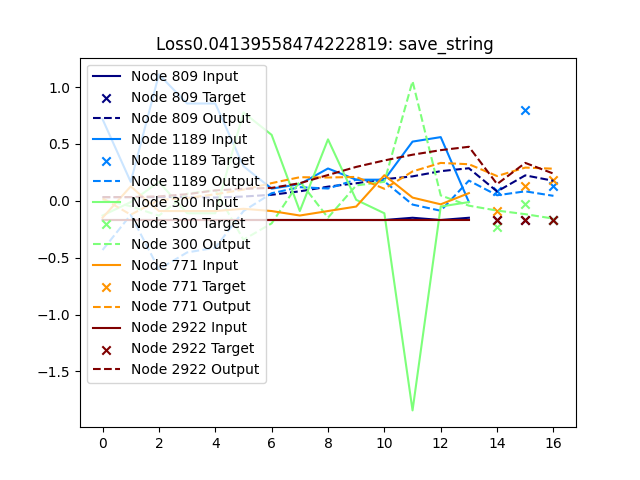 Loss0.04139558474222819: save_string
1.0
0.5
0.0
−0.5
−1.0
−1.5
Node 809 Input
Node 809 Target
Node 809 Output
Node 1189 Input
Node 1189 Target
Node 1189 Output
Node 300 Input
Node 300 Target
Node 300 Output
Node 771 Input
Node 771 Target
Node 771 Output
Node 2922 Input
Node 2922 Target
Node 2922 Output
0 2 4 6 8 10 12 14 16